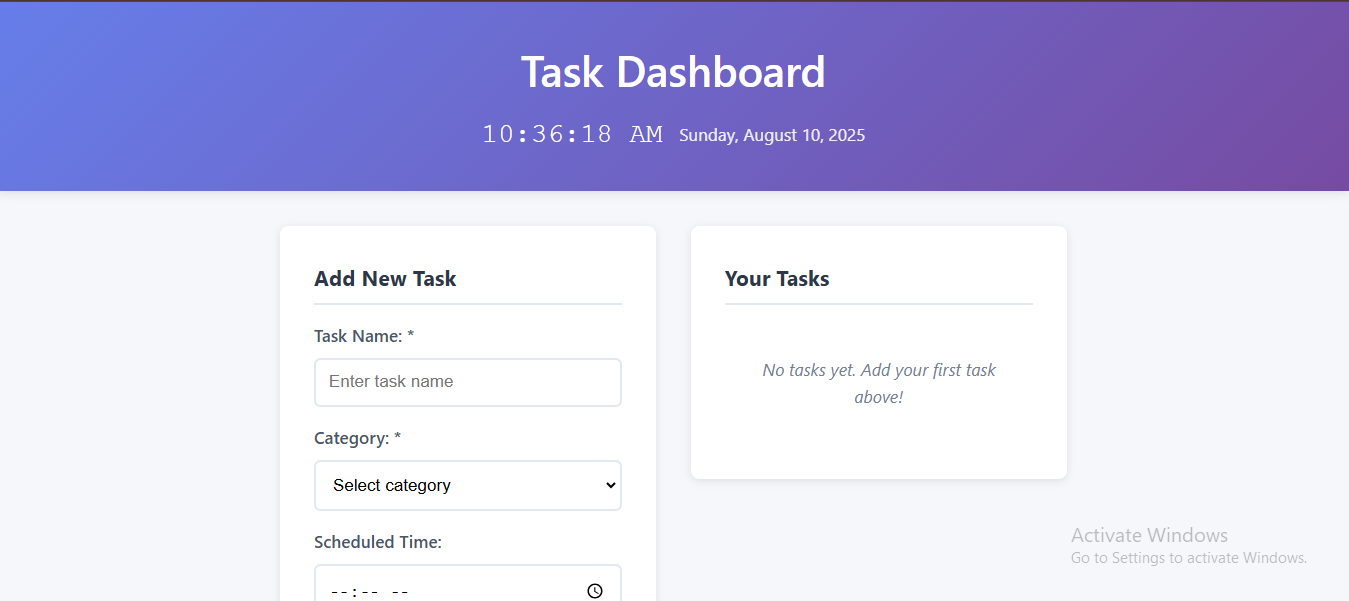 Task Dashboard
10:36:18 AM Sunday, August 10, 2025
Add New Task
Task Name: *
Enter task name
Category: *
Select category
Scheduled Time:
--:-- --
Your Tasks
No tasks yet. Add your first task
above!
Activate Windows
Go to Settings to activate Windows.